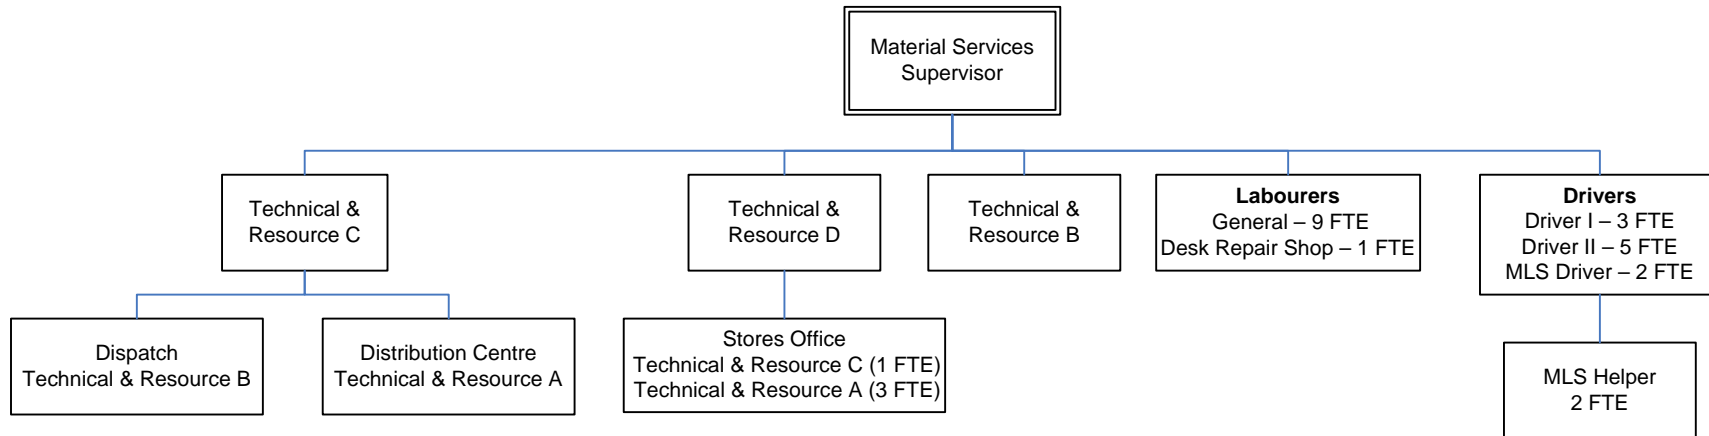 Material Services
Supervisor
Technical &
Resource C
Technical &
Resource D
Technical &
Resource B
Labourers
General – 9 FTE
Desk Repair Shop – 1 FTE
Drivers
Driver I – 3 FTE
Driver II – 5 FTE
MLS Driver – 2 FTE
Dispatch
Technical & Resource B
Distribution Centre
Technical & Resource A
Stores Office
Technical & Resource C (1 FTE)
Technical & Resource A (3 FTE)
MLS Helper
2 FTE